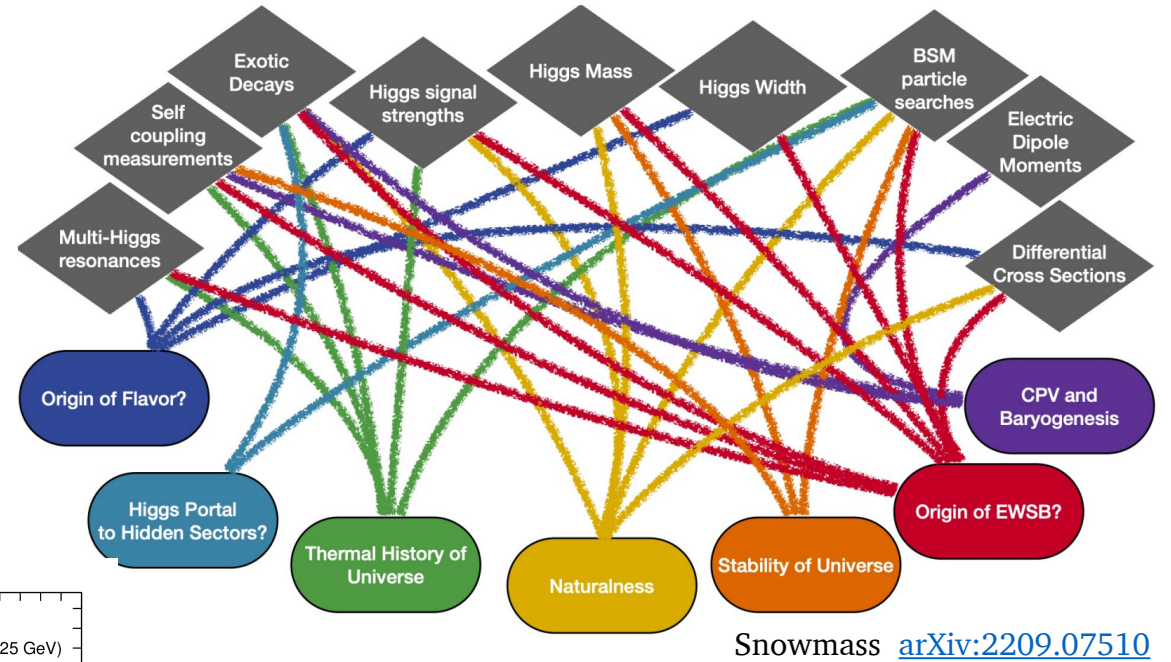 Exotic
Decays
Higgs signal
strengths
Higgs Mass
Higgs Width
BSM
particle
searches
Self
coupling
measurements
Electric
Dipole
Moments
Multi-Higgs
resonances
Differential
Cross Sections
Origin of Flavor?
CPV and
Baryogenesis
Higgs Portal
to Hidden Sectors?
Thermal History of
Universe
Naturalness
Stability of Universe
Origin of EWSB?
25 GeV)
Snowmass arXiv:2209.07510